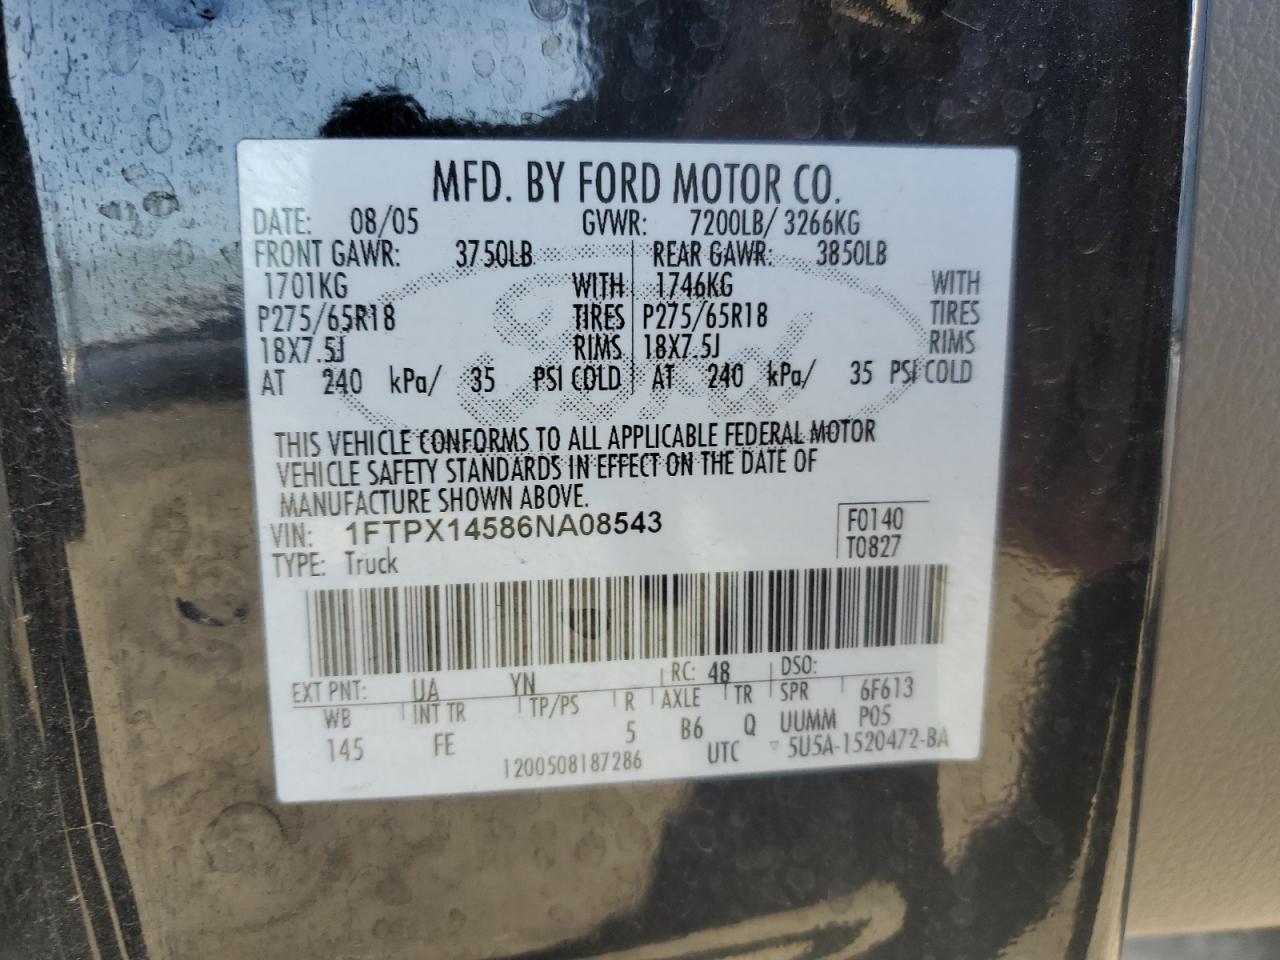 MFD. BY FORD MOTOR CO.
DATE: 08/05 GVWR: 7200LB/ 3266KG
FRONT GAWR: 3750LB REAR GAWR: 3850LB
1701KG WITH 1746KG WITH
P275/65R18 TIRES P275/65R18 TIRES
18X7.5J RIMS 18X7.5J RIMS
AT 240 kPa/ 35 PSI COLD AT 240 kPa/ 35 PSI COLD
THIS VEHICLE CONFORMS TO ALL APPLICABLE FEDERAL MOTOR
VEHICLE SAFETY STANDARDS IN EFFECT ON THE DATE OF
MANUFACTURE SHOWN ABOVE.
VIN: 1FTPX14586NA08543 F0140
TYPE: Truck T0827
EXT PNT: UA YN RC: 48 DSO:
WB INT TR TP/PS R AXLE TR SPR 6F613
145 FE 5 B6 Q UUMM P05
1200508187286 UTC 5U5A-1520472-BA
Ford